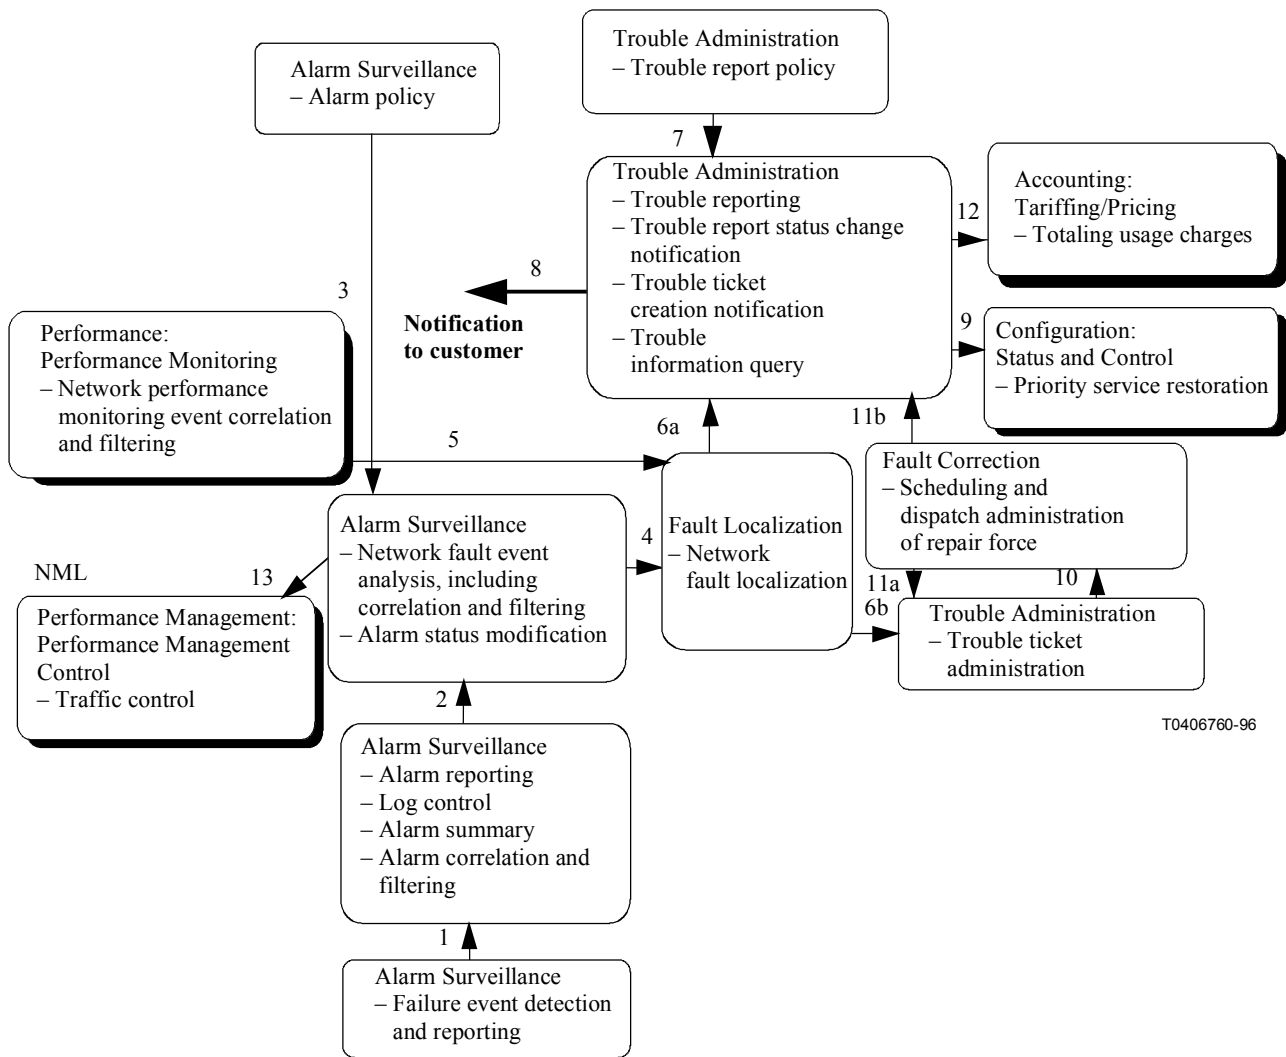 Trouble Administration
– Trouble report policy
Alarm Surveillance
– Alarm policy
7
Trouble Administration
– Trouble reporting
– Trouble report status change
notification
– Trouble ticket
creation notification
– Trouble
information query
12
Accounting:
Tariffing/Pricing
– Totaling usage charges
8
Notification
to customer
3
9
Configuration:
Status and Control
– Priority service restoration
Performance:
Performance Monitoring
– Network performance
monitoring event correlation
and filtering
5
6a
11b
Fault Correction
– Scheduling and
dispatch administration
of repair force
Alarm Surveillance
– Network fault event
analysis, including
correlation and filtering
– Alarm status modification
4
Fault Localization
– Network
fault localization
11a
10
6b
Trouble Administration
– Trouble ticket
administration
NML
13
Performance Management:
Performance Management
Control
– Traffic control
2
T0406760-96
Alarm Surveillance
– Alarm reporting
– Log control
– Alarm summary
– Alarm correlation and
filtering
1
Alarm Surveillance
– Failure event detection
and reporting